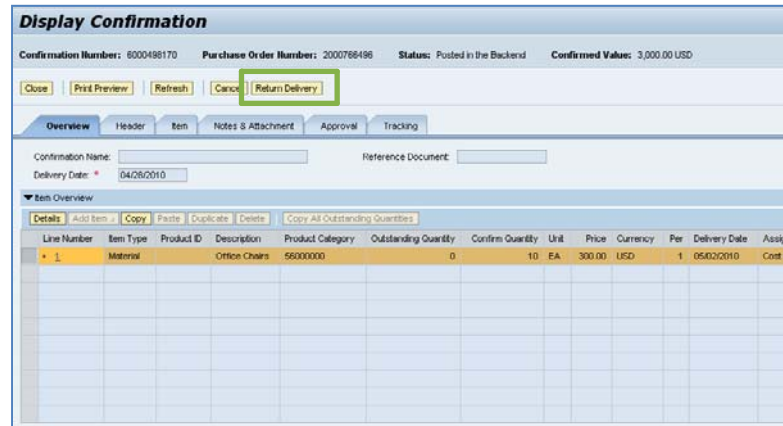 Display Confirmation
Confirmation Number: 6000498170 Purchase Order Number: 2000766496 Status: Posted in the Backend Confirmed Value: 3,000.00 USD
Close Print Preview Refresh Cancel Return Delivery
Overview Header Item Notes & Attachment Approval Tracking
Confirmation Name: Reference Document:
Delivery Date: * 04/28/2010
Item Overview
Details Add Item Copy Paste Duplicate Delete Copy All Outstanding Quantities
Line Number Item Type Product ID Description Product Category Outstanding Quantity Confirm Quantity Unit Price Currency Per Delivery Date Assig
• 1 Material Office Chairs 56000000 0 10 EA 300.00 USD 1 05/02/2010 Cost